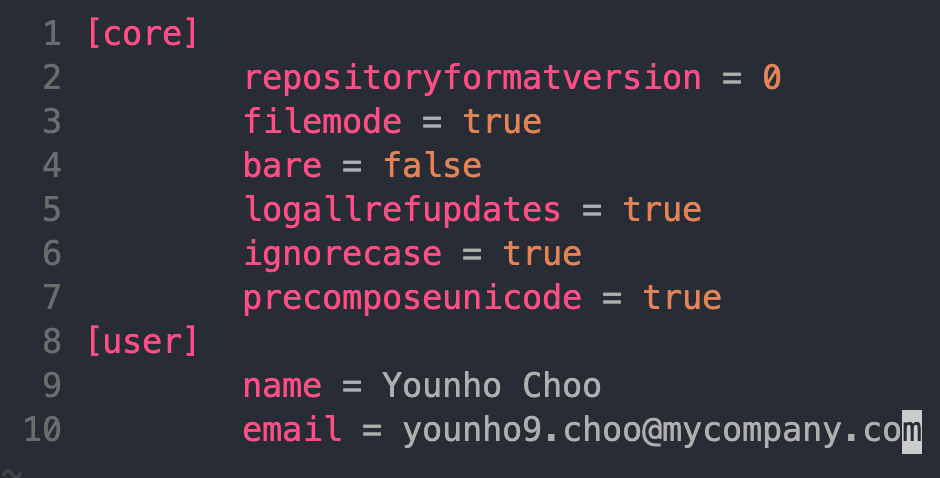 1 [core]
2 repositoryformatversion = 0
3 filemode = true
4 bare = false
5 logallrefupdates = true
6 ignorecase = true
7 precomposeunicode = true
8 [user]
9 name = Younho Choo
10 email = younho9.choo@mycompany.com
~